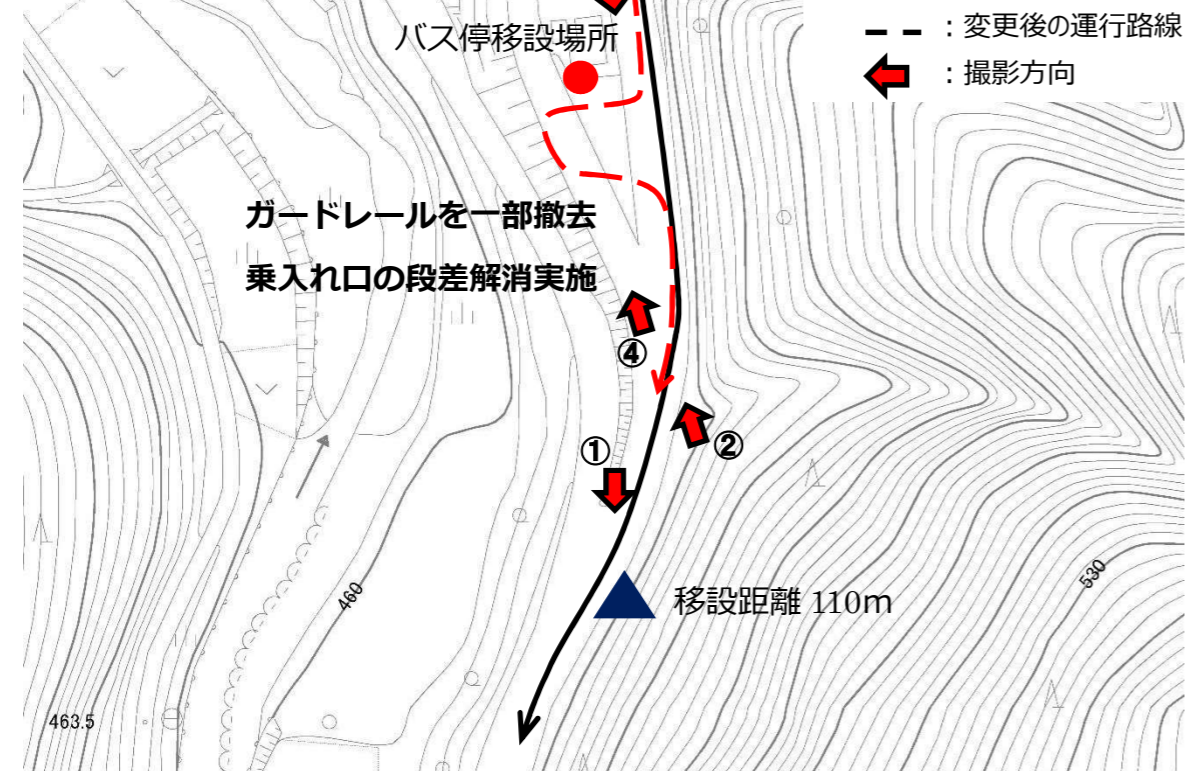 ： 変更後の運行路線
： 撮影方向
バス停移設場所
ガードレールを一部撤去
乗入れ口の段差解消実施
④
①
②
移設距離 110m
460
530
463.5